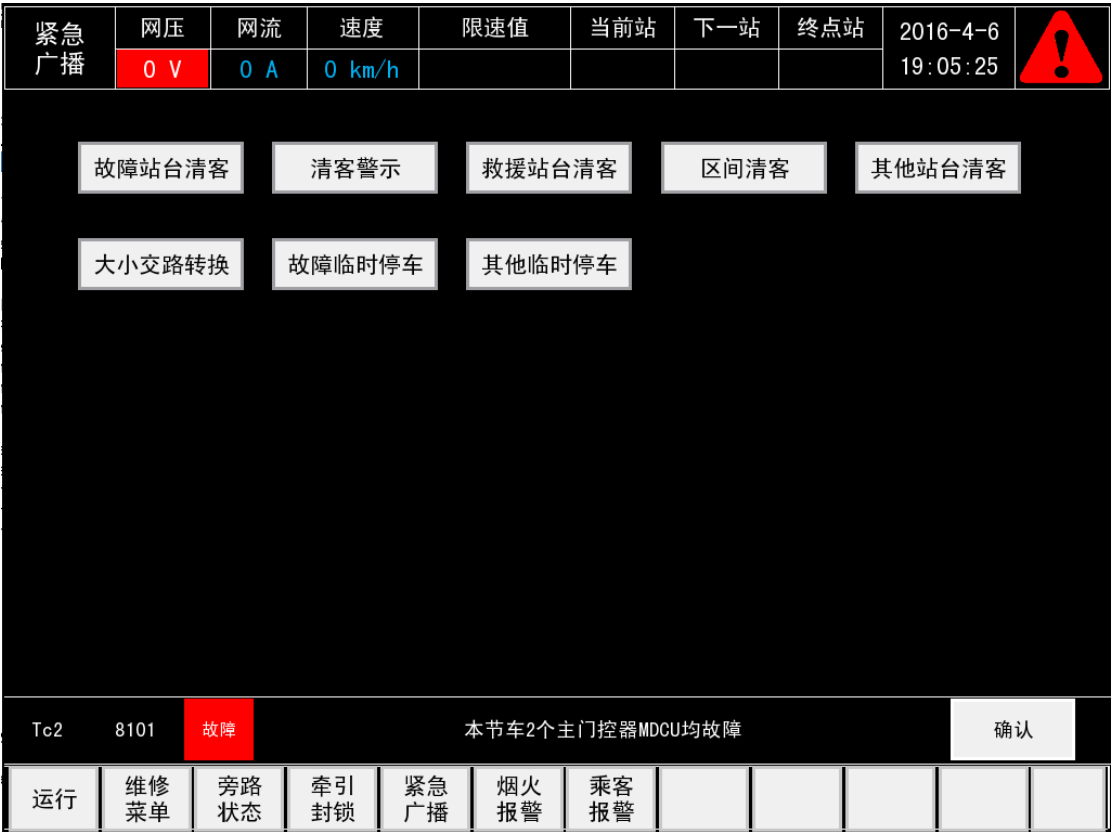 紧急
广播
网压 网流 速度 限速值 当前站 下一站 终点站
0 V 0 A 0 km/h
2016-4-6
19:05:25
故障站台清客 清客警示 救援站台清客 区间清客 其他站台清客
大小交路转换 故障临时停车 其他临时停车
Tc2 8101 故障 本节车2个主门控器MDCU均故障 确认
运行
维修
菜单
旁路
状态
牵引
封锁
紧急
广播
烟火
报警
乘客
报警